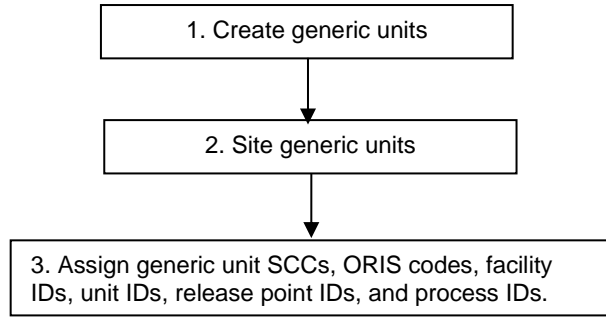 1. Create generic units
2. Site generic units
3. Assign generic unit SCCs, ORIS codes, facility
IDs, unit IDs, release point IDs, and process IDs.